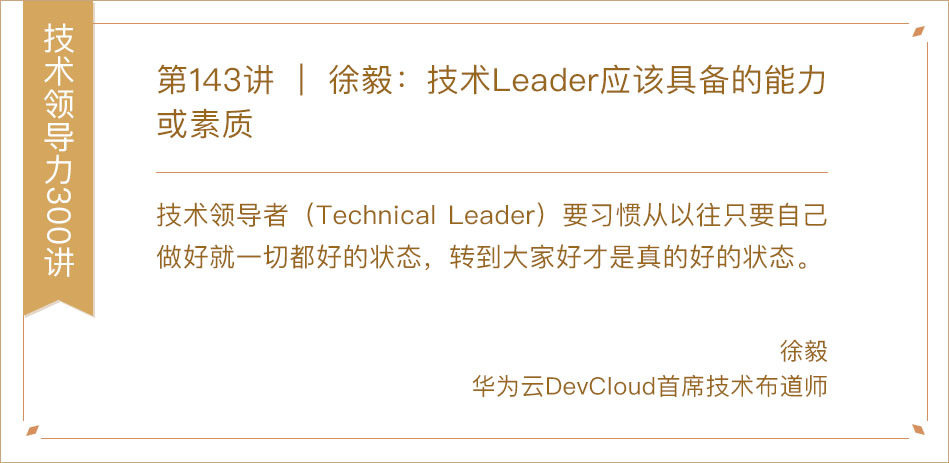 技术领导力300讲
第143讲 | 徐毅：技术Leader应该具备的能力
或素质
技术领导者（Technical Leader）要习惯从以往只要自己
做好就一切都好的状态，转到大家好才是真的好的状态。
徐毅
华为云DevCloud首席技术布道师